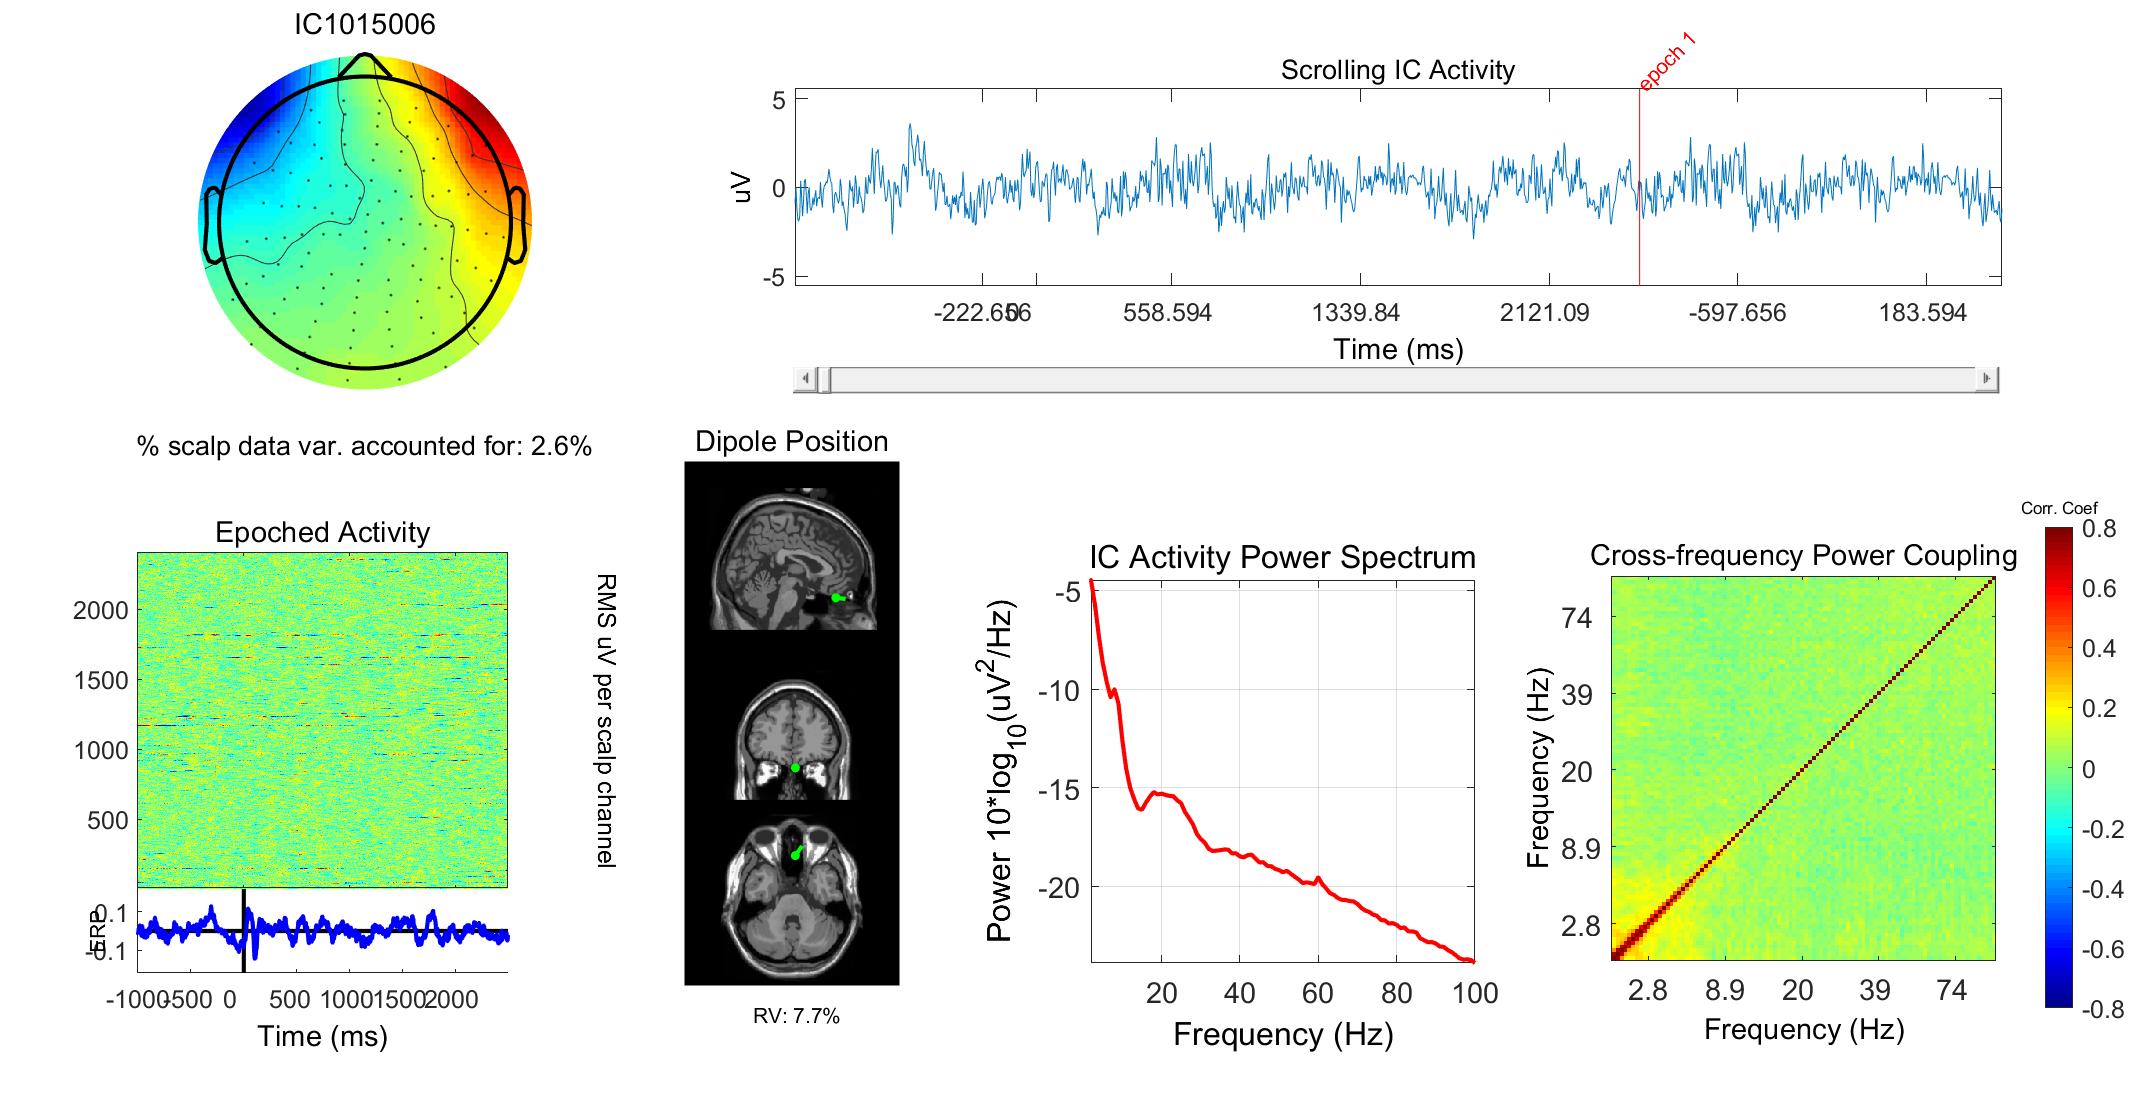 IC1015006
% scalp data var. accounted for: 2.6%
Scrolling IC Activity
epoch 1
uV
5
0
-5
-222.656
0
558.594
1339.84
2121.09
-597.656
183.594
Time (ms)
Epoched Activity
2000
1500
1000
500
RMS uV per scalp channel
ERP
0.1
-0.1
-1000
-500
0
500
1000
1500
2000
Time (ms)
Dipole Position
RV: 7.7%
IC Activity Power Spectrum
Power 10*log10(uV2/Hz)
-5
-10
-15
-20
20
40
60
80
100
Frequency (Hz)
Cross-frequency Power Coupling
Frequency (Hz)
74
39
20
8.9
2.8
2.8
8.9
20
39
74
Frequency (Hz)
Corr. Coef
0.8
0.6
0.4
0.2
0
-0.2
-0.4
-0.6
-0.8